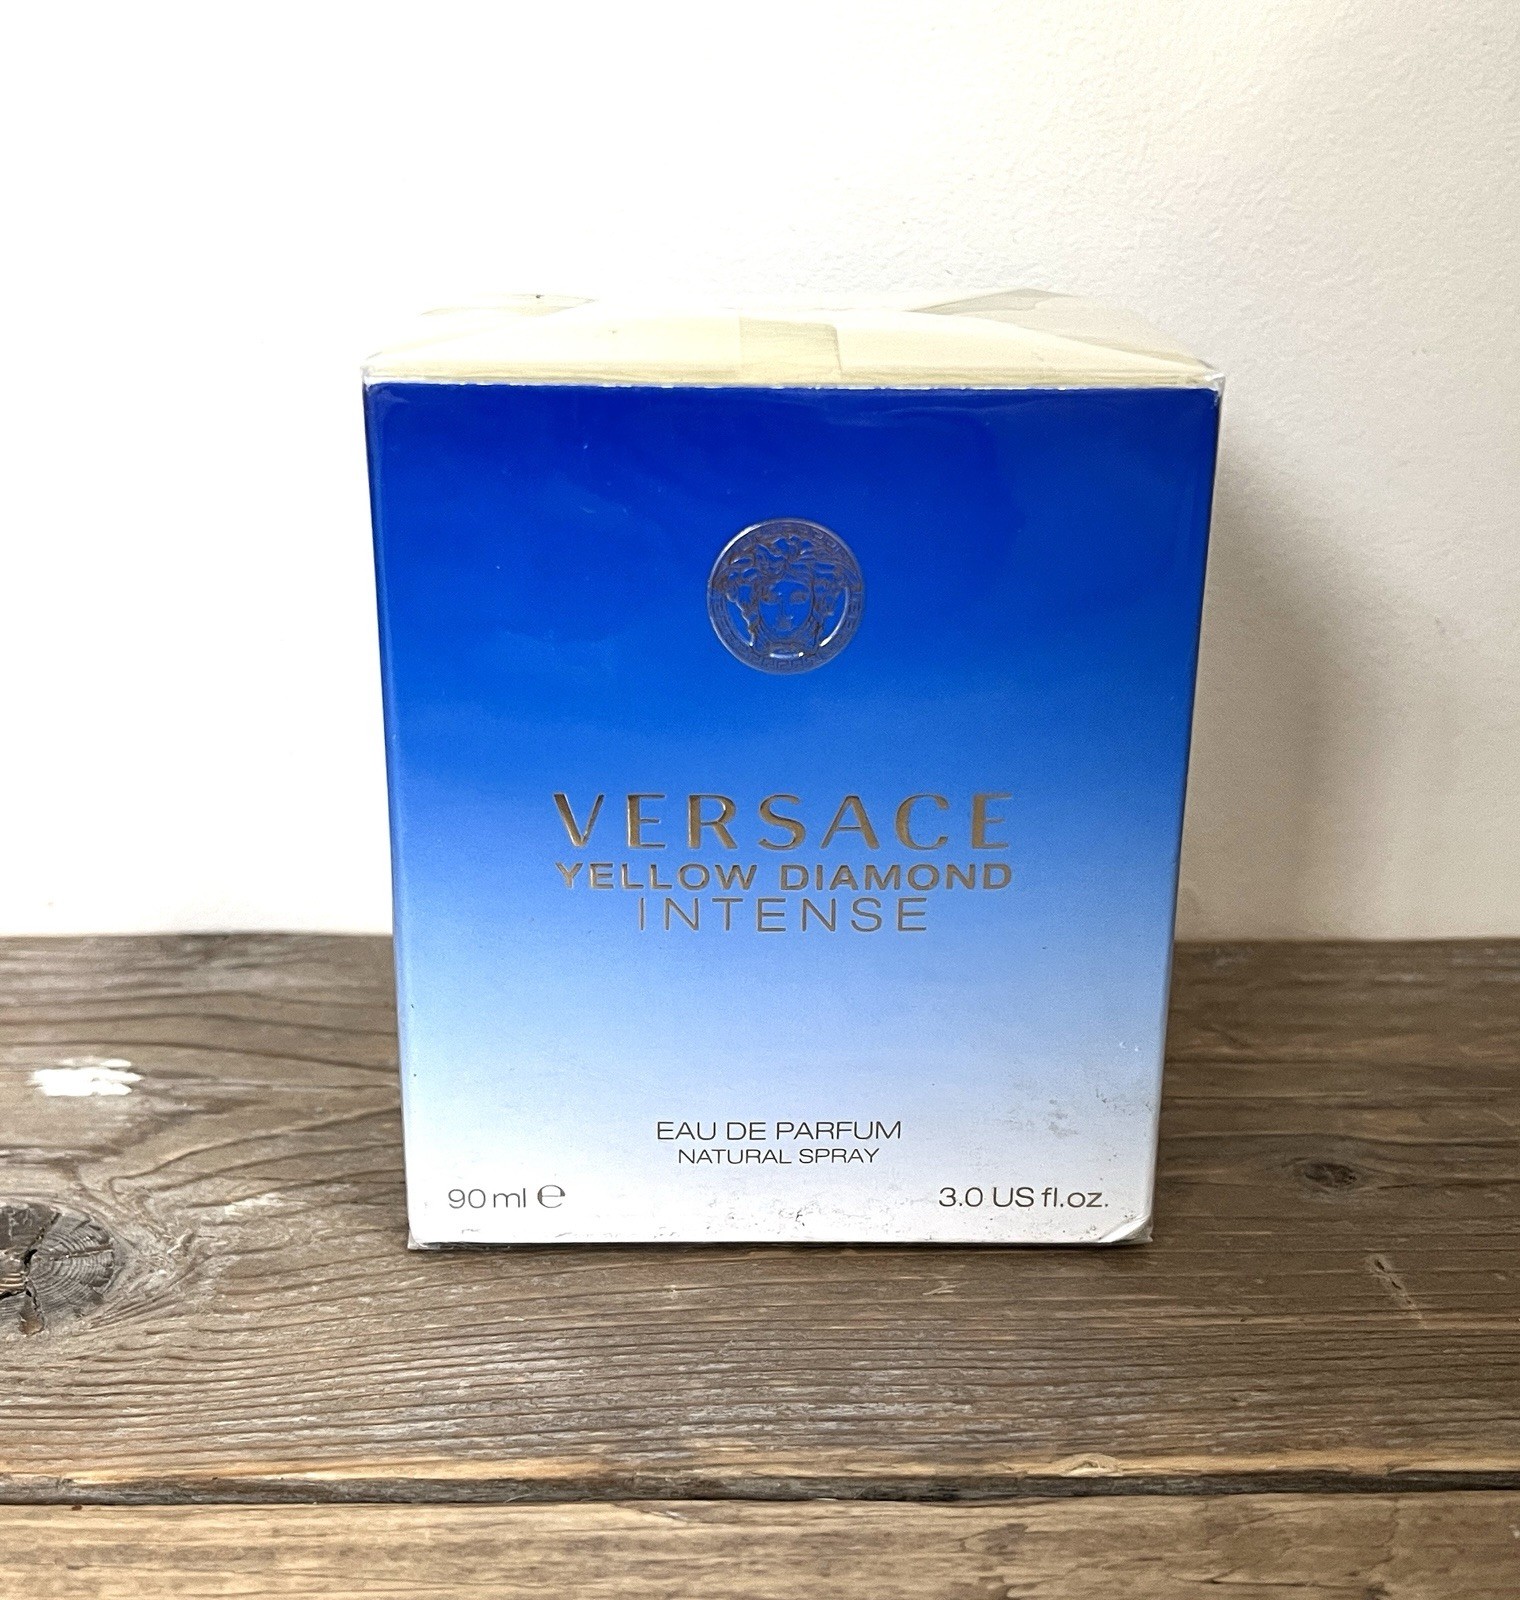 VERSACE
YELLOW DIAMOND
INTENSE
EAU DE PARFUM
NATURAL SPRAY
90 ml ℮
3.0 US fl.oz.